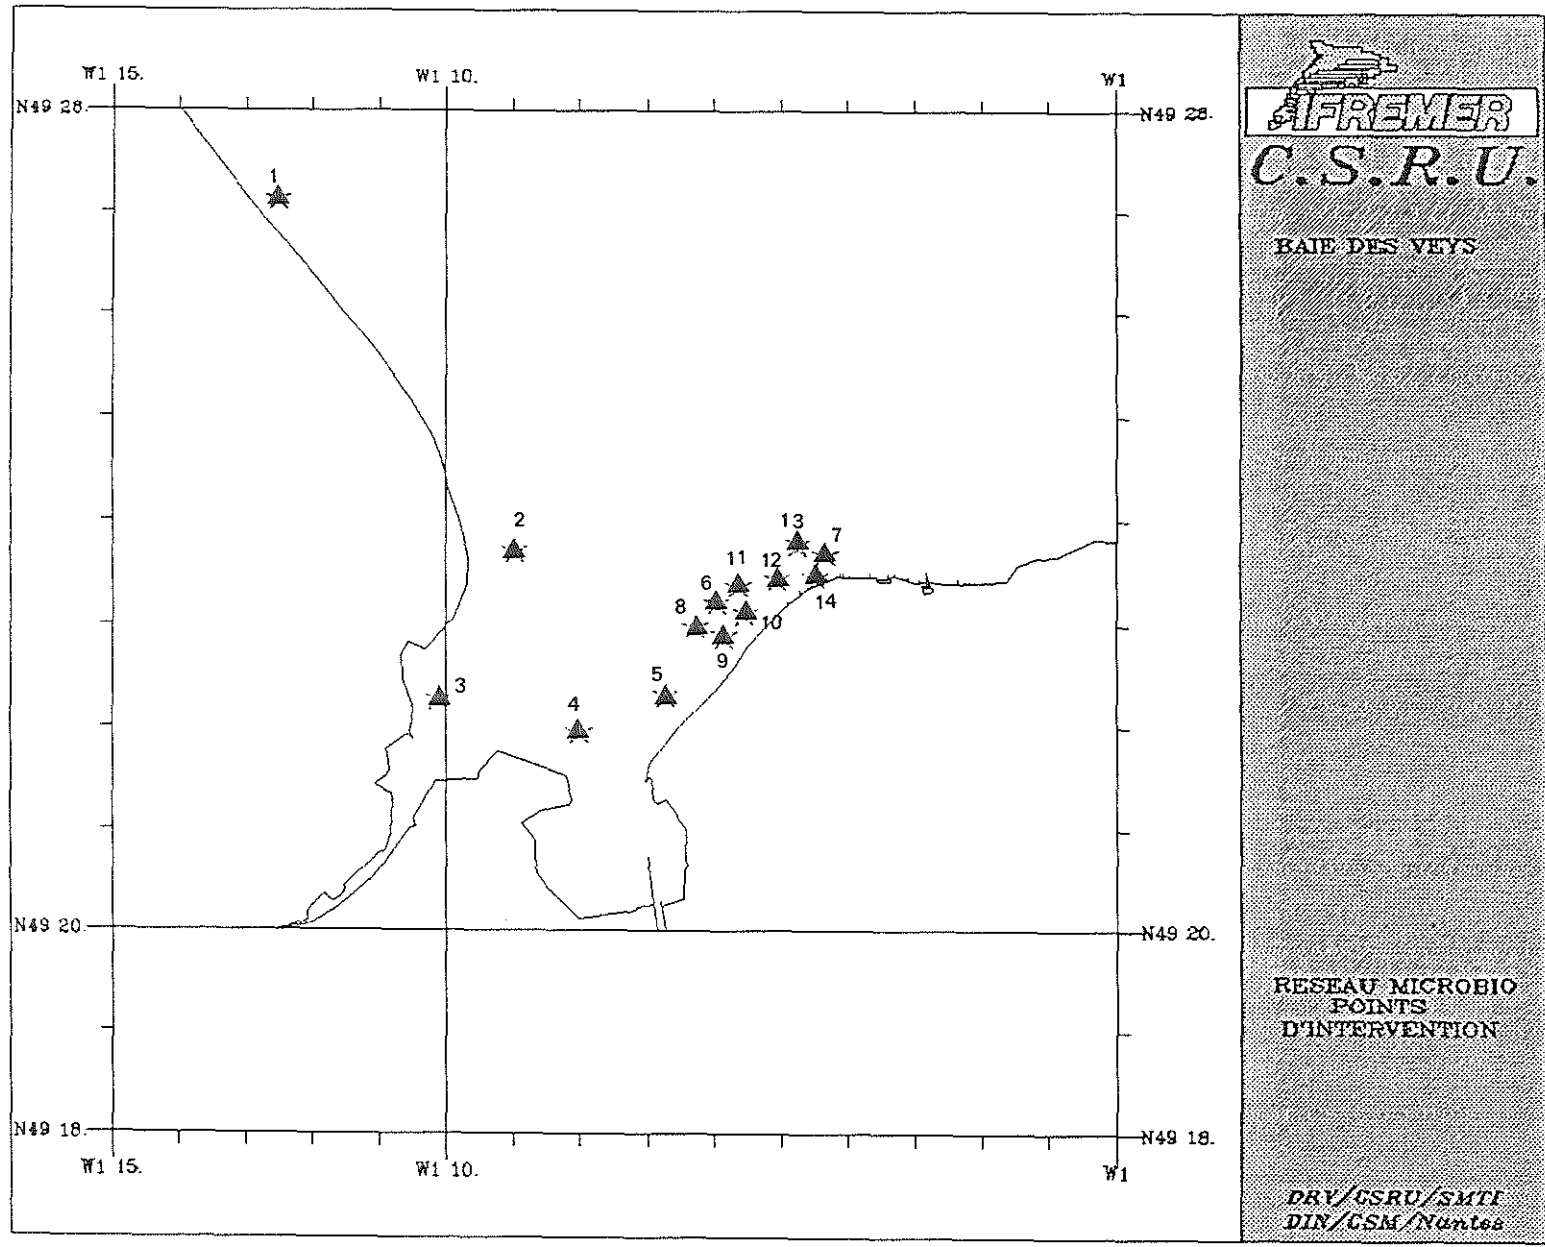 W1 15.
W1 10.
W1
N49 28.
N49 28.
1
2
13
7
11
12
6
8
14
10
9
5
3
4
N49 20.
N49 20.
N49 18.
N49 18.
W1 15.
W1 10.
W1
IFREMER
C.S.R.U.
BAIE DES VEYS
RESEAU MICROBIO
POINTS
D'INTERVENTION
DRV/CSRU/SMTI
DIN/CSM/Nantes